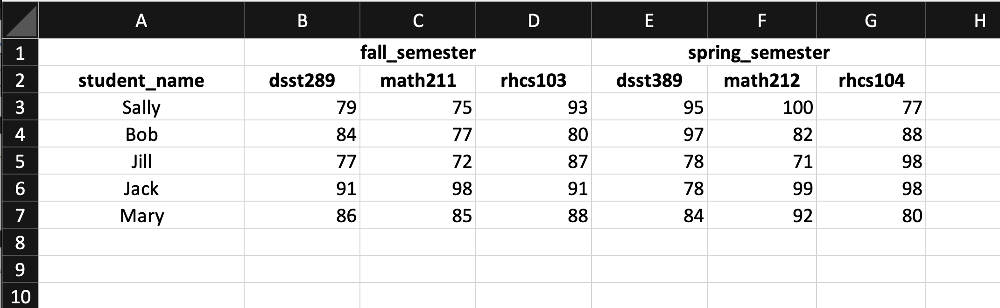 A B C D E F G H
1 fall_semester spring_semester
2 student_name dsst289 math211 rhcs103 dsst389 math212 rhcs104
3 Sally 79 75 93 95 100 77
4 Bob 84 77 80 97 82 88
5 Jill 77 72 87 78 71 98
6 Jack 91 98 91 78 99 98
7 Mary 86 85 88 84 92 80
8
9
10